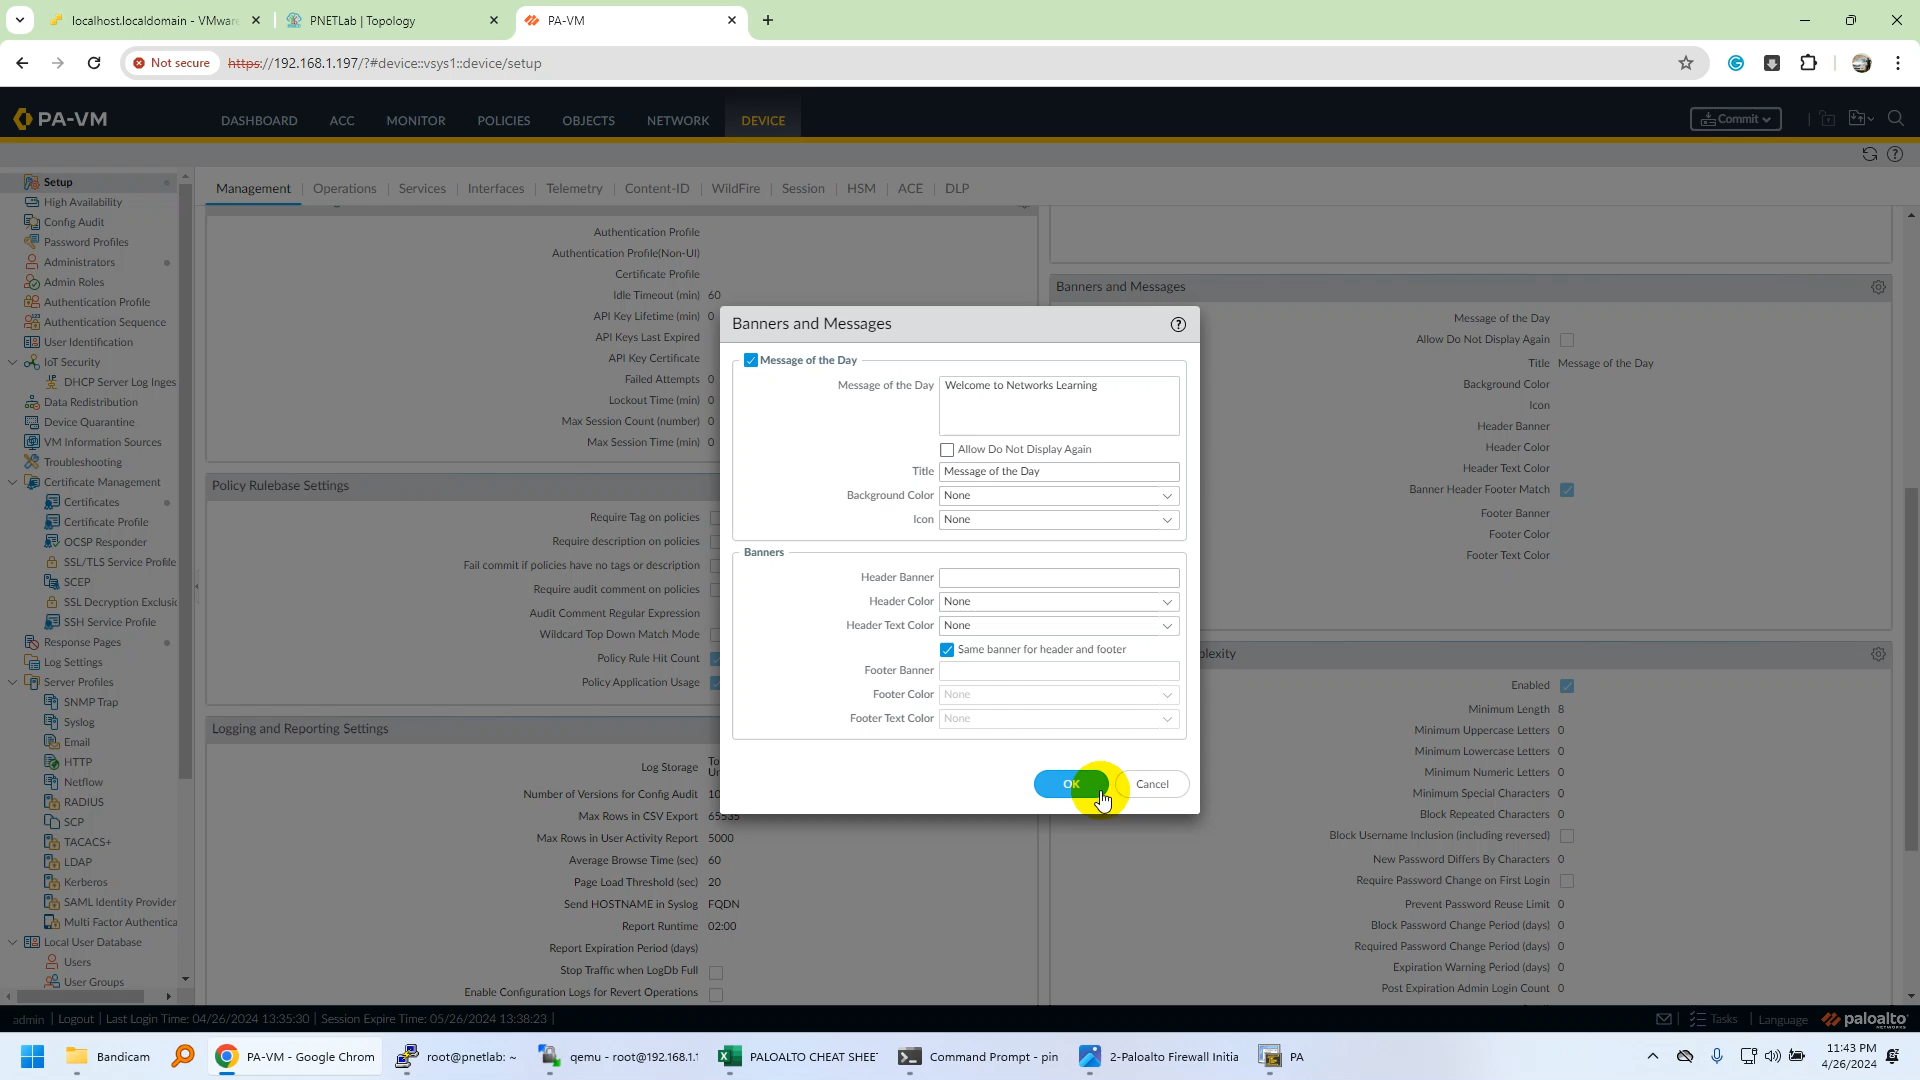 localhost.localdomain - VMware
PNETLab | Topology
PA-VM
Not secure
https://192.168.1.197/?#device::vsys1::device/setup
PA-VM
DASHBOARD
ACC
MONITOR
POLICIES
OBJECTS
NETWORK
DEVICE
Commit
Setup
High Availability
Config Audit
Password Profiles
Administrators
Admin Roles
Authentication Profile
Authentication Sequence
User Identification
IoT Security
DHCP Server Log Inges
Data Redistribution
Device Quarantine
VM Information Sources
Troubleshooting
Certificate Management
Certificates
Certificate Profile
OCSP Responder
SSL/TLS Service Profile
SCEP
SSL Decryption Exclusio
SSH Service Profile
Response Pages
Log Settings
Server Profiles
SNMP Trap
Syslog
Email
HTTP
Netflow
RADIUS
SCP
TACACS+
LDAP
Kerberos
SAML Identity Provider
Multi Factor Authentica
Local User Database
Users
User Groups
Management
Operations
Services
Interfaces
Telemetry
Content-ID
WildFire
Session
HSM
ACE
DLP
Authentication Profile
Authentication Profile(Non-UI)
Certificate Profile
Idle Timeout (min) 60
API Key Lifetime (min) 0
API Keys Last Expired
API Key Certificate
Failed Attempts 0
Lockout Time (min) 0
Max Session Count (number) 0
Max Session Time (min) 0
Policy Rulebase Settings
Require Tag on policies
Require description on policies
Fail commit if policies have no tags or description
Require audit comment on policies
Audit Comment Regular Expression
Wildcard Top Down Match Mode
Policy Rule Hit Count
Policy Application Usage
Logging and Reporting Settings
Log Storage To
Un
Number of Versions for Config Audit 10
Max Rows in CSV Export 65535
Max Rows in User Activity Report 5000
Average Browse Time (sec) 60
Page Load Threshold (sec) 20
Send HOSTNAME in Syslog FQDN
Report Runtime 02:00
Report Expiration Period (days)
Stop Traffic when LogDb Full
Enable Configuration Logs for Revert Operations
Banners and Messages
Message of the Day
Message of the Day Welcome to Networks Learning
Allow Do Not Display Again
Title Message of the Day
Background Color None
Icon None
Banners
Header Banner
Header Color None
Header Text Color None
Same banner for header and footer
Footer Banner
Footer Color None
Footer Text Color None
OK
Cancel
Banners and Messages
Message of the Day
Allow Do Not Display Again
Title Message of the Day
Background Color
Icon
Header Banner
Header Color
Header Text Color
Banner Header Footer Match
Footer Banner
Footer Color
Footer Text Color
plexity
Enabled
Minimum Length 8
Minimum Uppercase Letters 0
Minimum Lowercase Letters 0
Minimum Numeric Letters 0
Minimum Special Characters 0
Block Repeated Characters 0
Block Username Inclusion (including reversed)
New Password Differs By Characters 0
Require Password Change on First Login
Prevent Password Reuse Limit 0
Block Password Change Period (days) 0
Required Password Change Period (days) 0
Expiration Warning Period (days) 0
Post Expiration Admin Login Count 0
admin | Logout | Last Login Time: 04/26/2024 13:35:30 | Session Expire Time: 05/26/2024 13:38:23 |
Tasks | Language
paloalto
NETWORKS
Bandicam
PA-VM - Google Chrom
root@pnetlab: ~
qemu - root@192.168.1.1
PALOALTO CHEAT SHEET
Command Prompt - pin
2-Paloalto Firewall Initia
PA
11:43 PM
4/26/2024